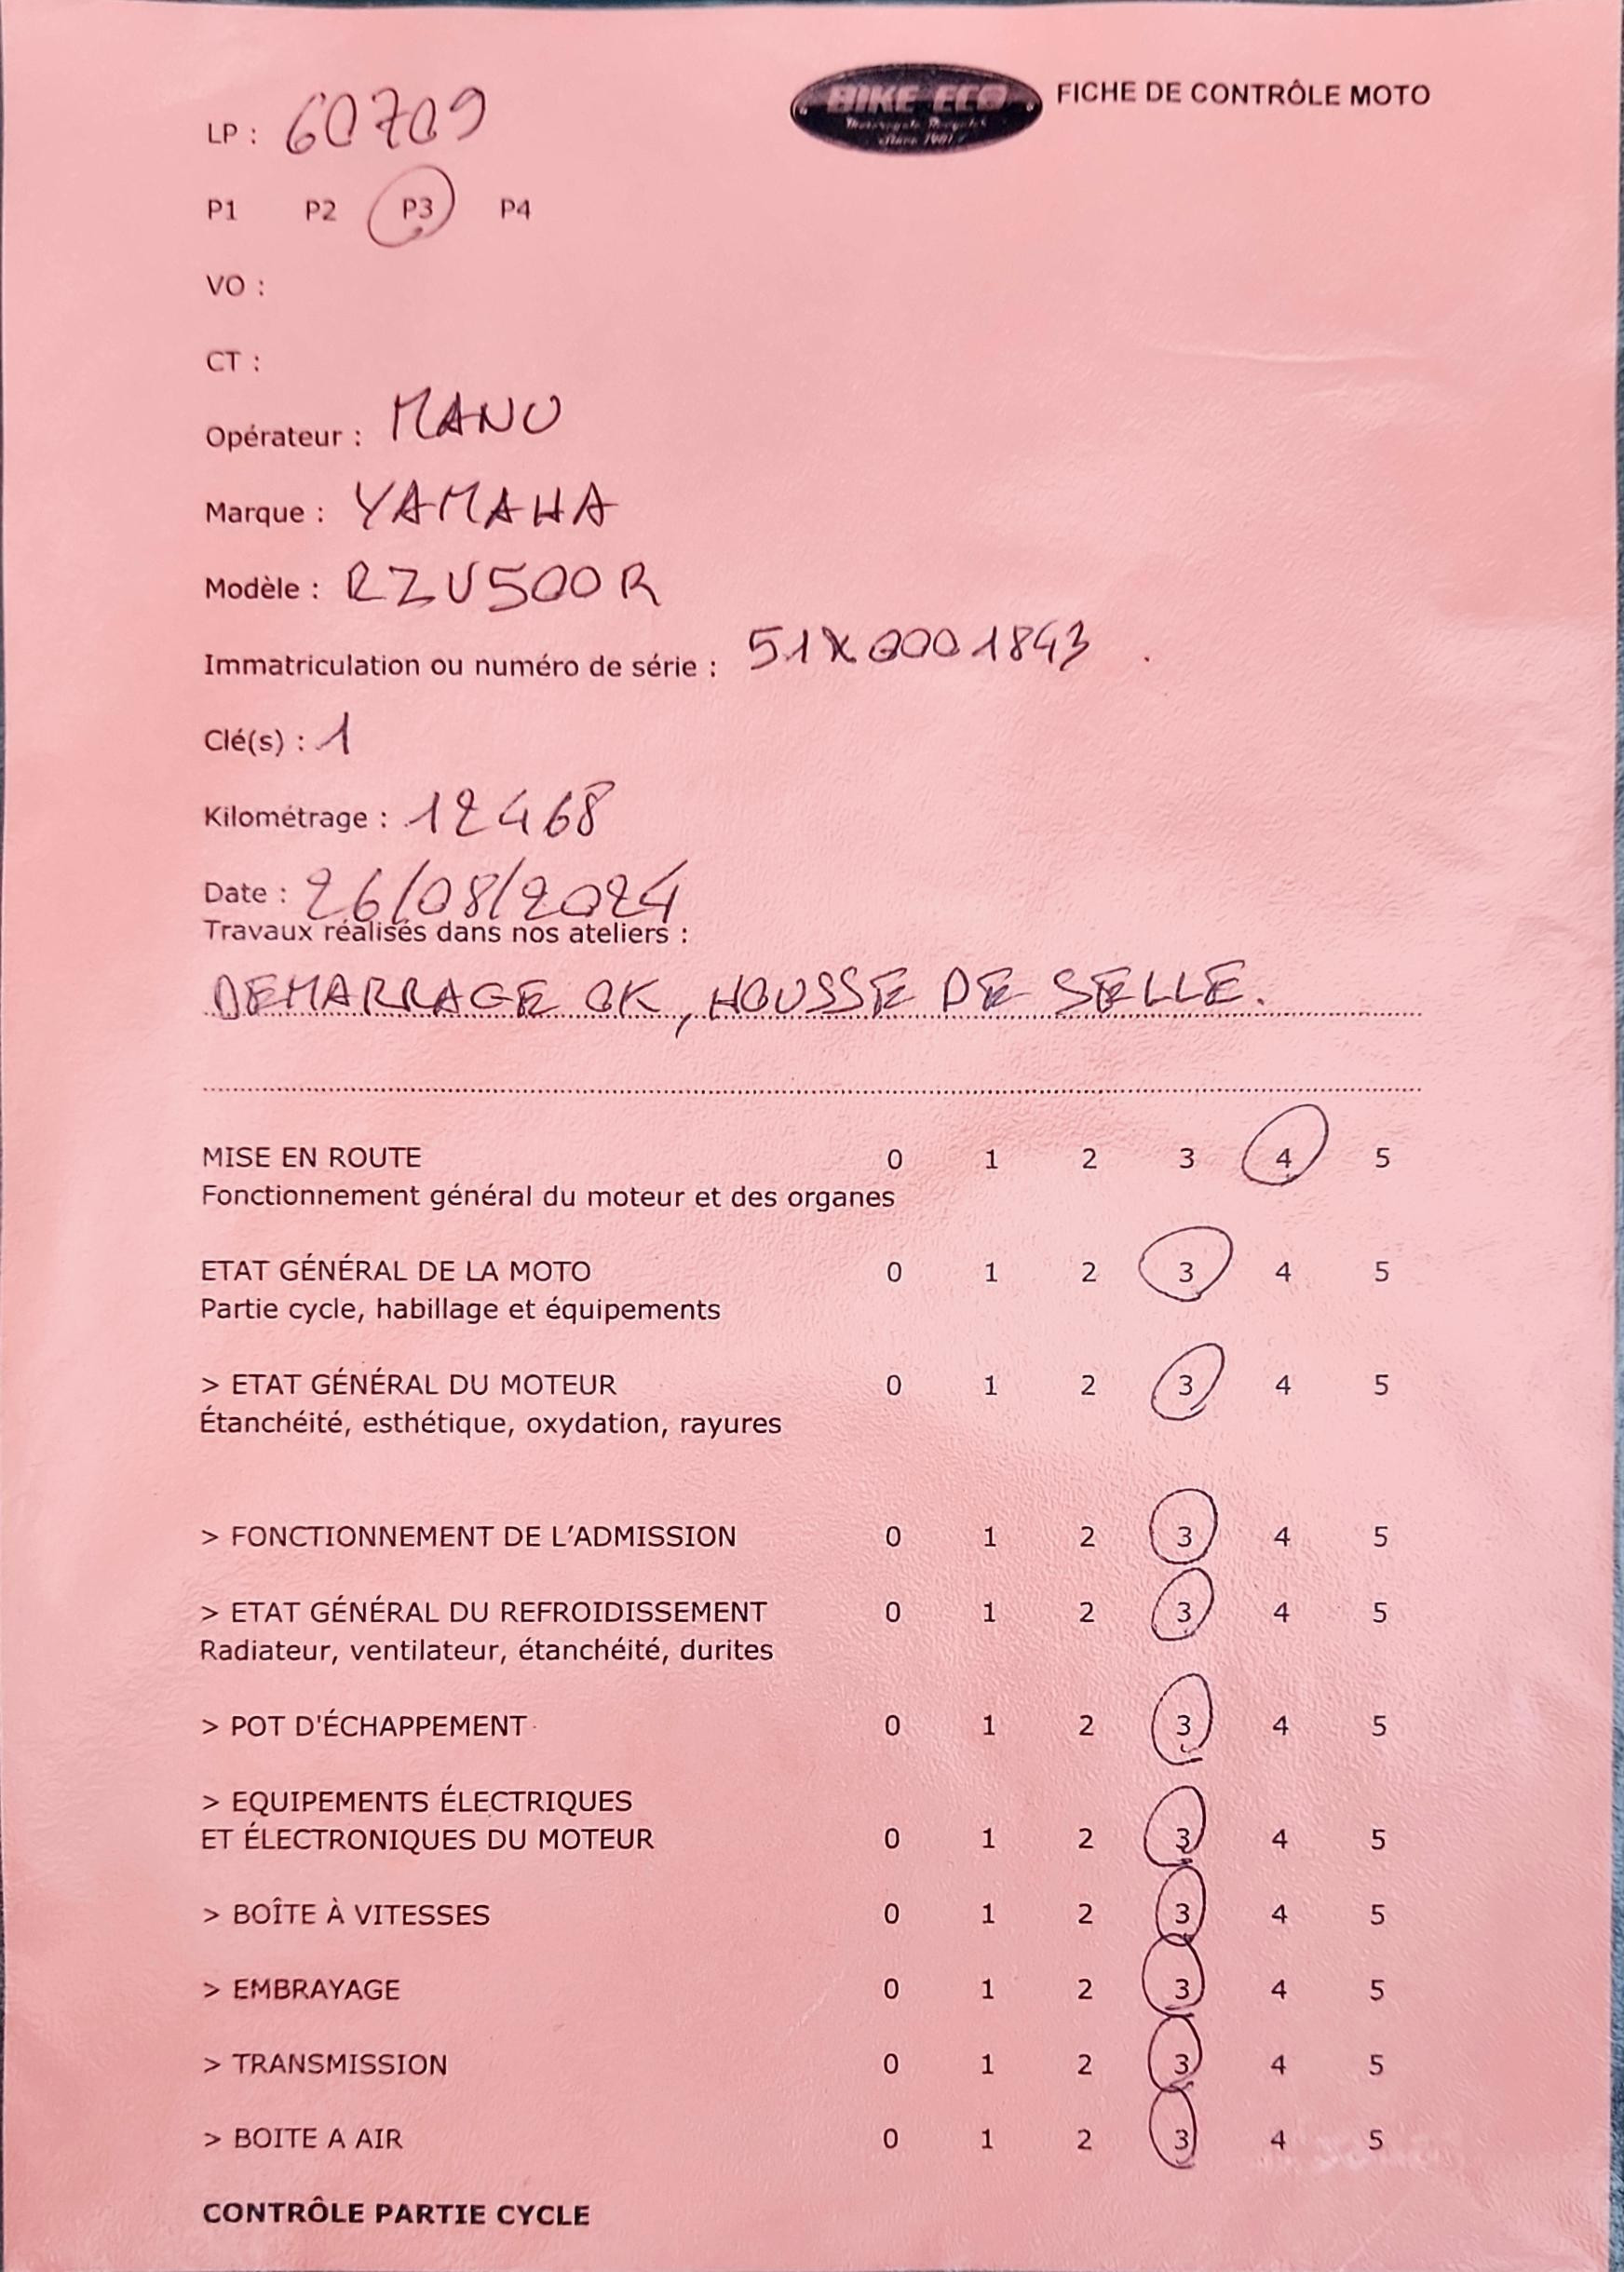 LP : 60709
BIKE ECO
FICHE DE CONTRÔLE MOTO
P1 P2 P3 P4
VO :
CT :
Opérateur : MANU
Marque : YAMAHA
Modèle : RZV500R
Immatriculation ou numéro de série : 51X0001843
Clé(s) : 1
Kilométrage : 12468
Date : 26/08/2024
Travaux réalisés dans nos ateliers :
DEMARRAGE OK, HOUSSE DE SELLE.
MISE EN ROUTE 0 1 2 3 4 5
Fonctionnement général du moteur et des organes
ETAT GÉNÉRAL DE LA MOTO 0 1 2 3 4 5
Partie cycle, habillage et équipements
> ETAT GÉNÉRAL DU MOTEUR 0 1 2 3 4 5
Étanchéité, esthétique, oxydation, rayures
> FONCTIONNEMENT DE L'ADMISSION 0 1 2 3 4 5
> ETAT GÉNÉRAL DU REFROIDISSEMENT 0 1 2 3 4 5
Radiateur, ventilateur, étanchéité, durites
> POT D'ÉCHAPPEMENT 0 1 2 3 4 5
> EQUIPEMENTS ÉLECTRIQUES
ET ÉLECTRONIQUES DU MOTEUR 0 1 2 3 4 5
> BOÎTE À VITESSES 0 1 2 3 4 5
> EMBRAYAGE 0 1 2 3 4 5
> TRANSMISSION 0 1 2 3 4 5
> BOITE A AIR 0 1 2 3 4 5
CONTRÔLE PARTIE CYCLE